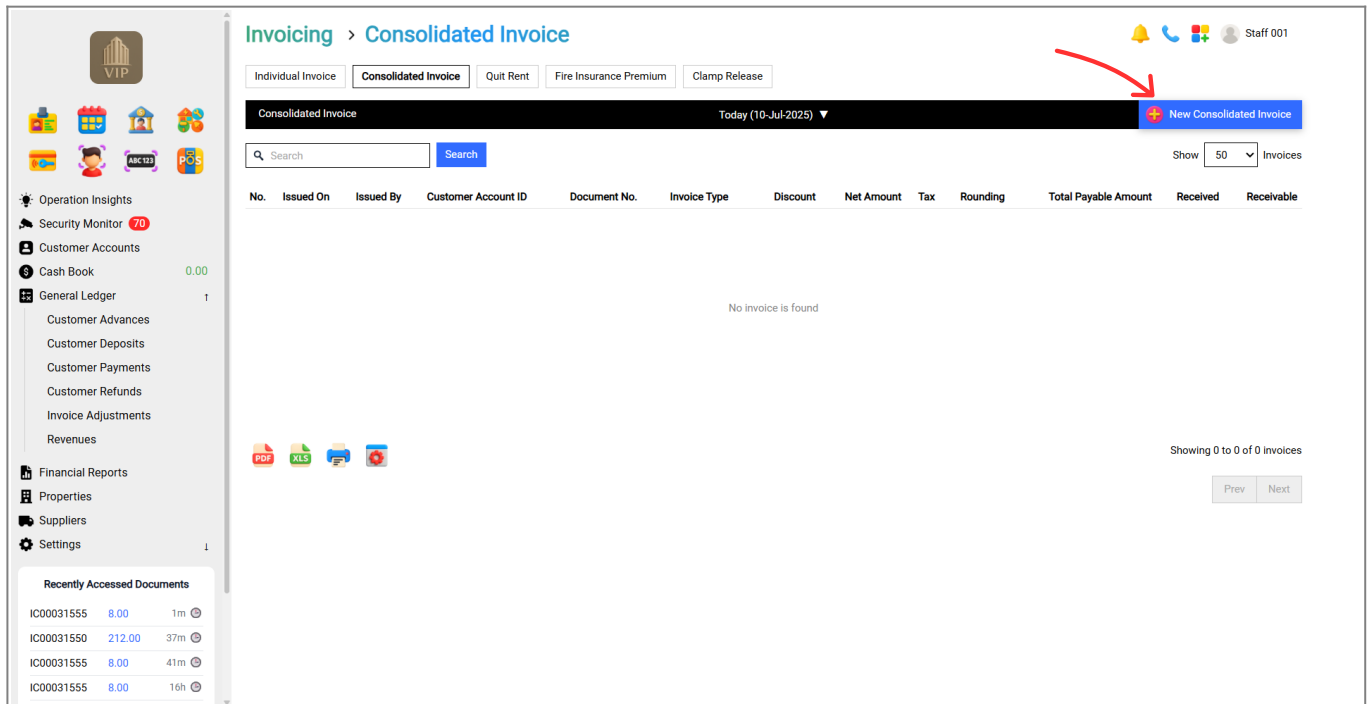 VIP
ABC 123
POS
Operation Insights
Security Monitor 70
Customer Accounts
Cash Book 0.00
General Ledger ↑
Customer Advances
Customer Deposits
Customer Payments
Customer Refunds
Invoice Adjustments
Revenues
Financial Reports
Properties
Suppliers
Settings ↓
Recently Accessed Documents
IC00031555 8.00 1m
IC00031550 212.00 37m
IC00031555 8.00 41m
IC00031555 8.00 16h
Invoicing > Consolidated Invoice
Staff 001
Individual Invoice Consolidated Invoice Quit Rent Fire Insurance Premium Clamp Release
Consolidated Invoice Today (10-Jul-2025) ▼ New Consolidated Invoice
Search Search Show 50 Invoices
No. Issued On Issued By Customer Account ID Document No. Invoice Type Discount Net Amount Tax Rounding Total Payable Amount Received Receivable
No invoice is found
PDF XLS
Showing 0 to 0 of 0 invoices
Prev Next